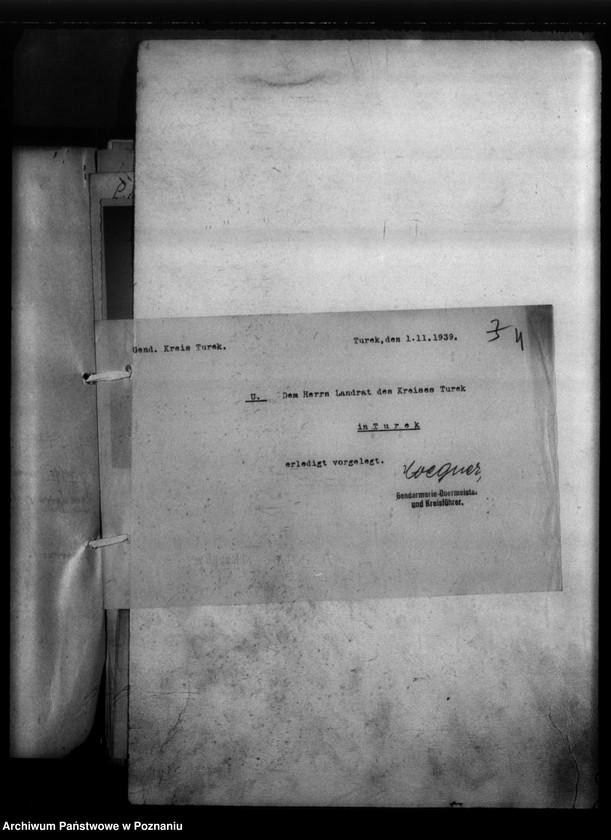 Gend. Kreis Turek.
Turek,den 1.11.1939.
U. Dem Herrn Landrat des Kreises Turek
in T u r e k
erledigt vorgelegt.
Gendarmerie-Obermeister
und Kreisführer.
Archiwum Państwowe w Poznaniu